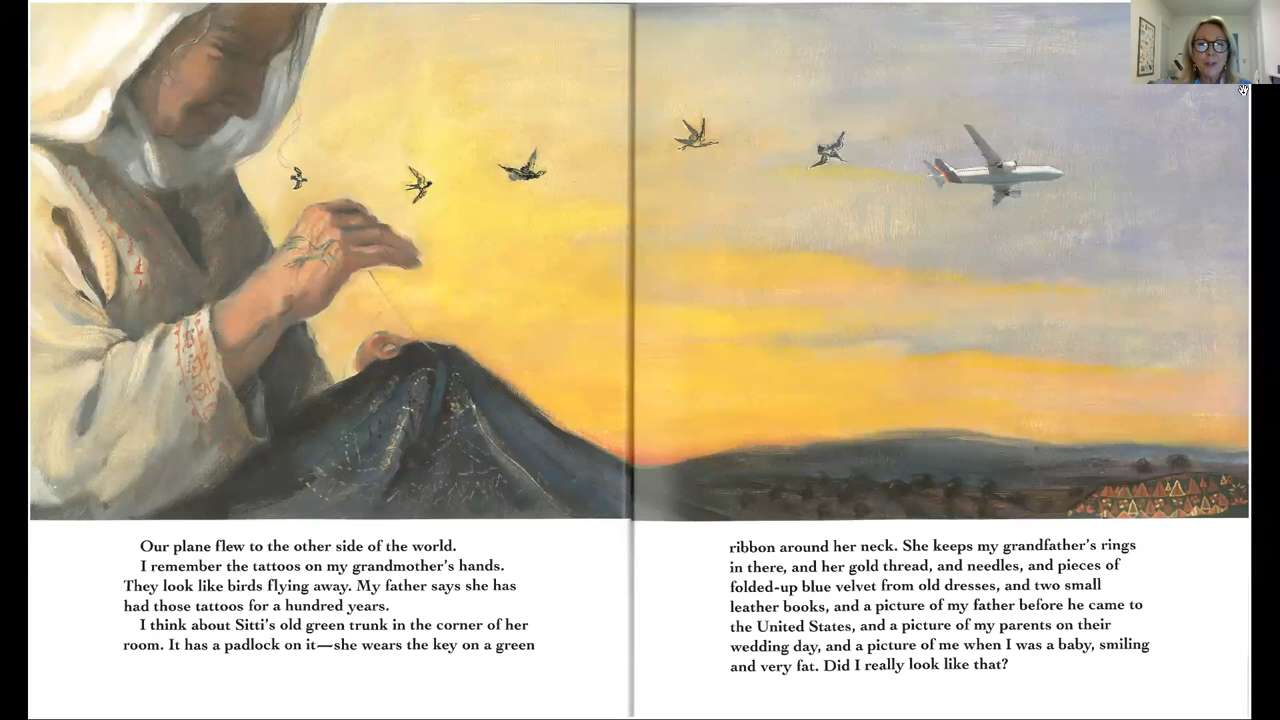 Our plane flew to the other side of the world.
I remember the tattoos on my grandmother's hands.
They look like birds flying away. My father says she has
had those tattoos for a hundred years.
I think about Sitti's old green trunk in the corner of her
room. It has a padlock on it—she wears the key on a green
ribbon around her neck. She keeps my grandfather's rings
in there, and her gold thread, and needles, and pieces of
folded-up blue velvet from old dresses, and two small
leather books, and a picture of my father before he came to
the United States, and a picture of my parents on their
wedding day, and a picture of me when I was a baby, smiling
and very fat. Did I really look like that?